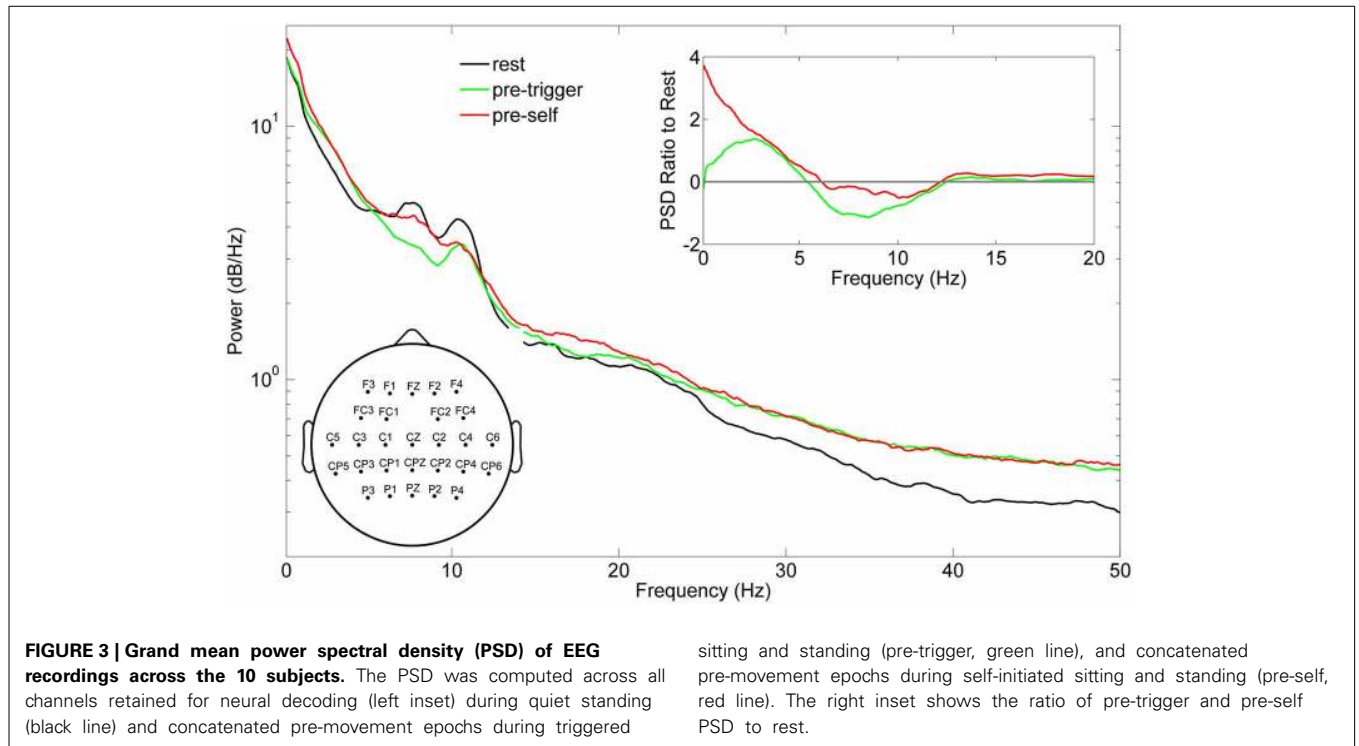 rest
pre-trigger
pre-self
10^1
10^0
Power (dB/Hz)
0 10 20 30 40 50
Frequency (Hz)
4
2
0
-2
PSD Ratio to Rest
0 5 10 15 20
Frequency (Hz)
F3 F1 FZ F2 F4
FC3 FC1 FC2 FC4
C5 C3 C1 CZ C2 C4 C6
CP5 CP3 CP1 CPZ CP2 CP4 CP6
P3 P1 PZ P2 P4
FIGURE 3 | Grand mean power spectral density (PSD) of EEG
recordings across the 10 subjects. The PSD was computed across all
channels retained for neural decoding (left inset) during quiet standing
(black line) and concatenated pre-movement epochs during triggered
sitting and standing (pre-trigger, green line), and concatenated
pre-movement epochs during self-initiated sitting and standing (pre-self,
red line). The right inset shows the ratio of pre-trigger and pre-self
PSD to rest.